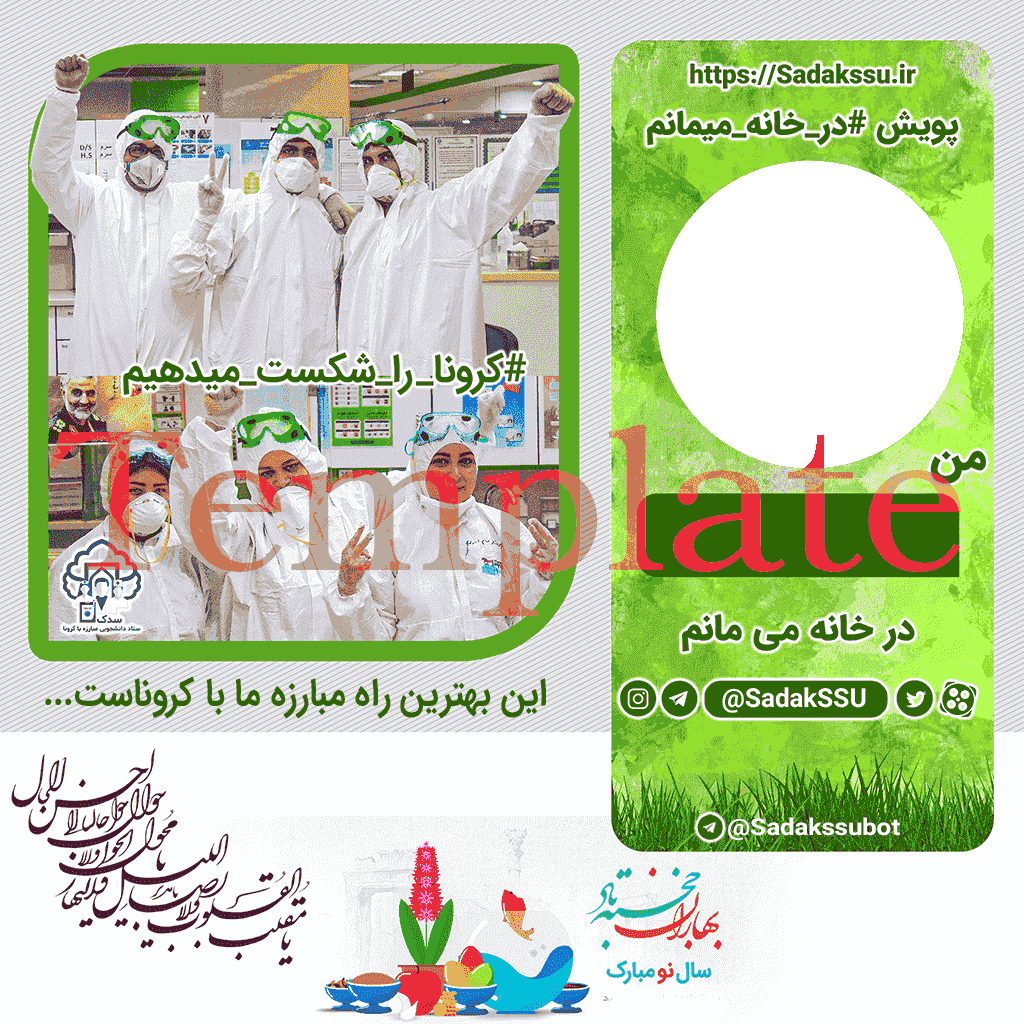 https://Sadakssu.ir
پویش #در_خانه_میمانم
#کرونا_را_شکست_میدهیم
Template
من
در خانه می مانم
@SadakSSU
@Sadakssubot
سدک
ستاد دانشجویی مبارزه با کرونا
این بهترین راه مبارزه ما با کروناست...
یا مقلب القلوب و الابصار
یا مدبر اللیل و النهار
یا محول الحول و الاحوال
حول حالنا الی احسن الحال
بهاران خجسته باد
سال نو مبارک
D/S
H.S